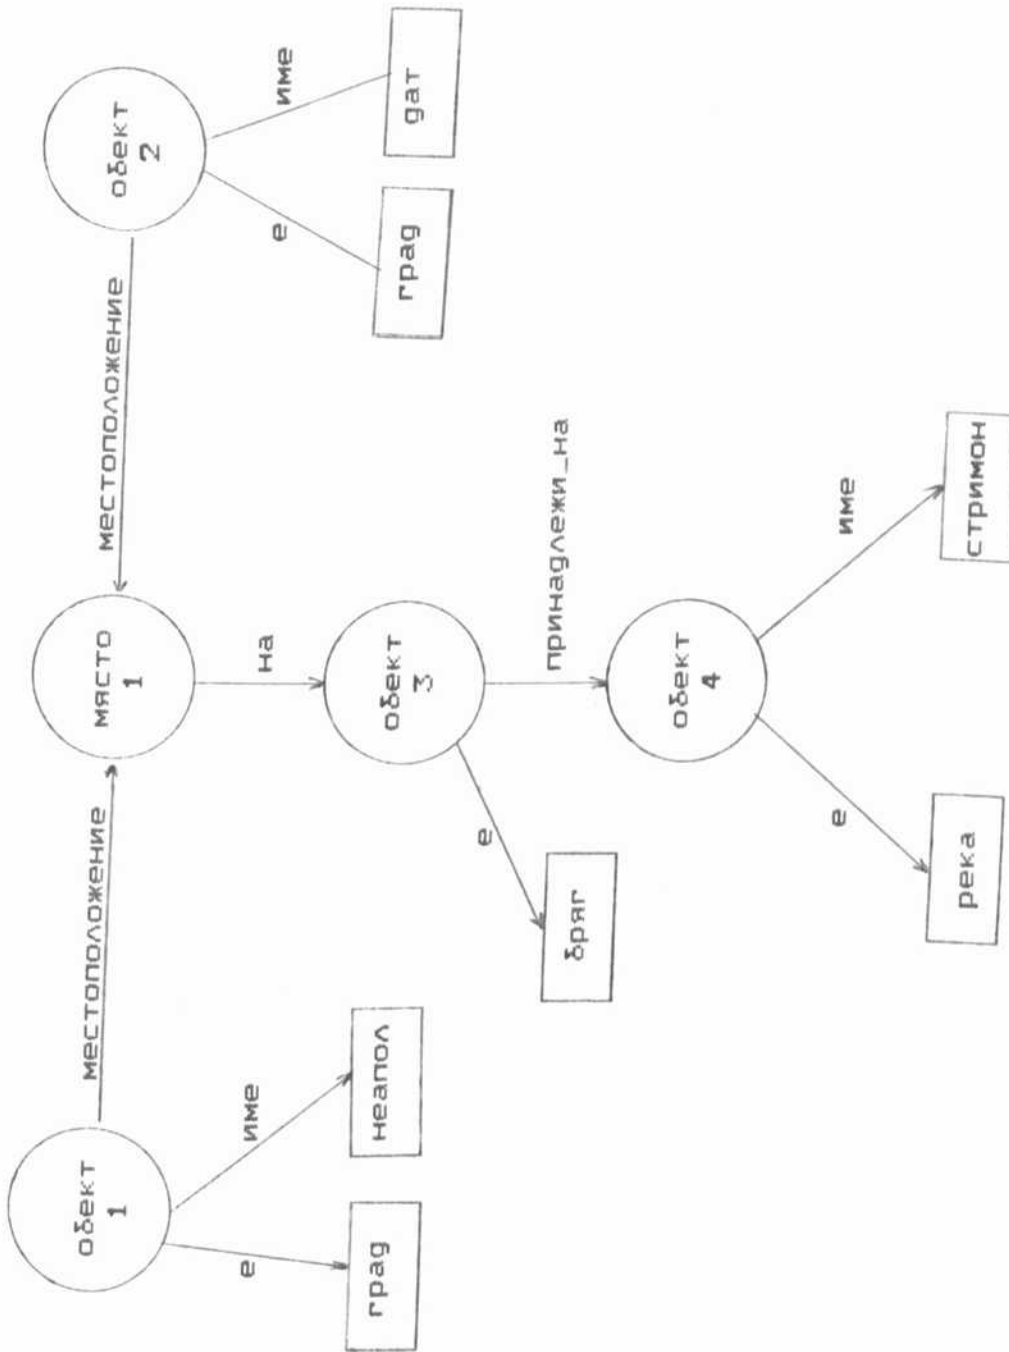 обект
1
местоположение
място
1
местоположение
обект
2
е
име
град
неапол
на
е
име
град
дат
обект
3
е
принадлежи_на
бряг
обект
4
е
име
река
стримон